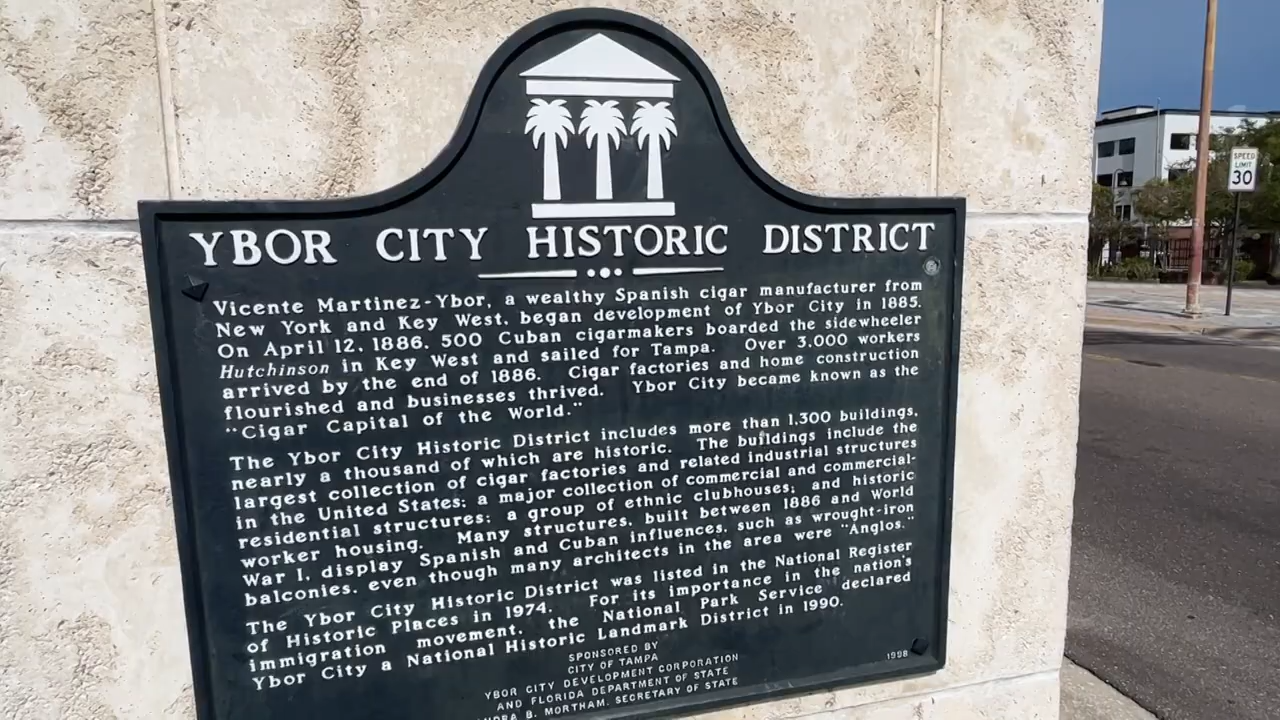 YBOR CITY HISTORIC DISTRICT
Vicente Martinez-Ybor, a wealthy Spanish cigar manufacturer from
New York and Key West, began development of Ybor City in 1885.
On April 12, 1886, 500 Cuban cigarmakers boarded the sidewheeler
Hutchinson in Key West and sailed for Tampa. Over 3,000 workers
arrived by the end of 1886. Cigar factories and home construction
flourished and businesses thrived. Ybor City became known as the
"Cigar Capital of the World."
The Ybor City Historic District includes more than 1,300 buildings,
nearly a thousand of which are historic. The buildings include the
largest collection of cigar factories and related industrial structures
in the United States; a major collection of commercial and commercial-
residential structures; a group of ethnic clubhouses; and historic
worker housing. Many structures, built between 1886 and World
War I, display Spanish and Cuban influences, such as wrought-iron
balconies, even though many architects in the area were "Anglos."
The Ybor City Historic District was listed in the National Register
of Historic Places in 1974. For its importance in the nation's
immigration movement, the National Park Service declared
Ybor City a National Historic Landmark District in 1990.
SPONSORED BY
CITY OF TAMPA
YBOR CITY DEVELOPMENT CORPORATION
AND FLORIDA DEPARTMENT OF STATE
B. MORTHAM, SECRETARY OF STATE
1998
SPEED
LIMIT
30